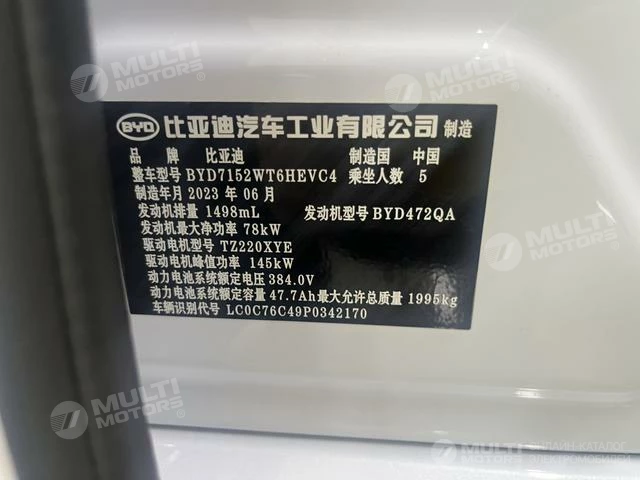 BYD 比亚迪汽车工业有限公司 制造
品 牌 比亚迪 制造国 中国
整车型号 BYD7152WT6HEVC4 乘坐人数 5
制造年月 2023 年 06 月
发动机排量 1498mL 发动机型号 BYD472QA
发动机最大净功率 78kW
驱动电机型号 TZ220XYE
驱动电机峰值功率 145kW
动力电池系统额定电压 384.0V
动力电池系统额定容量 47.7Ah 最大允许总质量 1995kg
车辆识别代号 LC0C76C49P0342170
MULTI MOTORS
MULTI MOTORS
MULTI MOTORS
MULTI MOTORS
MULTI MOTORS
MULTI MOTORS
ОНЛАЙН-КАТАЛОГ
ЭЛЕКТРОМОБИЛЕЙ